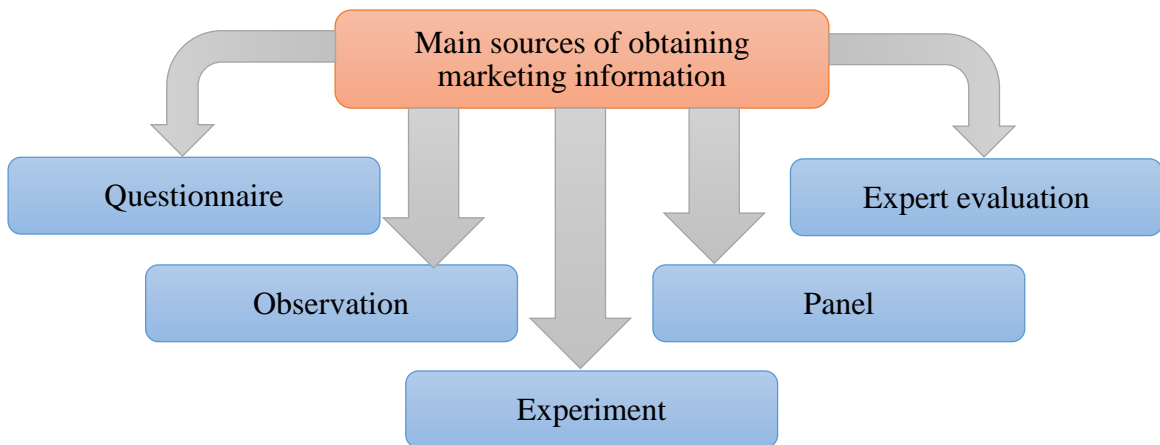 Main sources of obtaining
marketing information
Questionnaire
Expert evaluation
Observation
Panel
Experiment